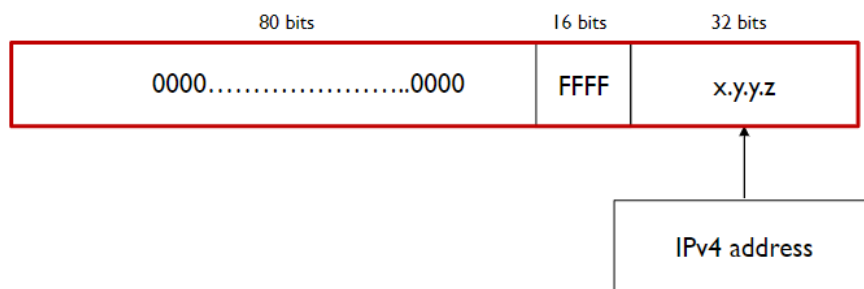 80 bits 16 bits 32 bits
0000…………………..0000 FFFF x.y.y.z
IPv4 address